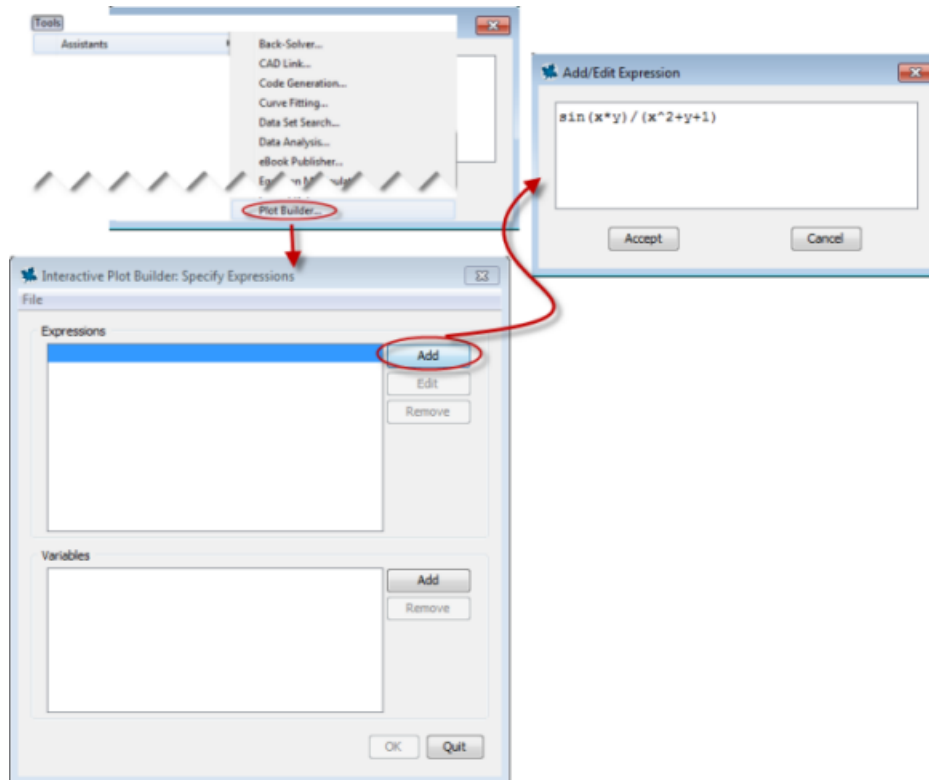 Tools
Assistants
Back-Solver...
CAD Link...
Code Generation...
Curve Fitting...
Data Set Search...
Data Analysis...
eBook Publisher...
Plot Builder...
Add/Edit Expression
sin(x*y)/(x^2+y+1)
Accept Cancel
Interactive Plot Builder: Specify Expressions
File
Expressions
Add
Edit
Remove
Variables
Add
Remove
OK Quit